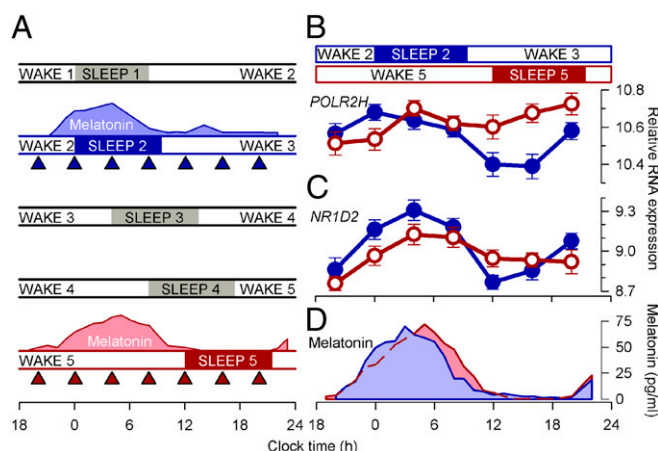 A
WAKE 1 SLEEP 1 WAKE 2
Melatonin
WAKE 2 SLEEP 2 WAKE 3
WAKE 3 SLEEP 3 WAKE 4
WAKE 4 SLEEP 4 WAKE 5
Melatonin
WAKE 5 SLEEP 5
18 0 6 12 18 24
B
WAKE 2 SLEEP 2 WAKE 3
WAKE 5 SLEEP 5
POLR2H
10.8
10.6
10.4
Relative RNA expression
C
NR1D2
9.3
9.0
8.7
D
Melatonin
75
50
25
0
Melatonin (pg/ml)
18 0 6 12 18 24
Clock time (h)